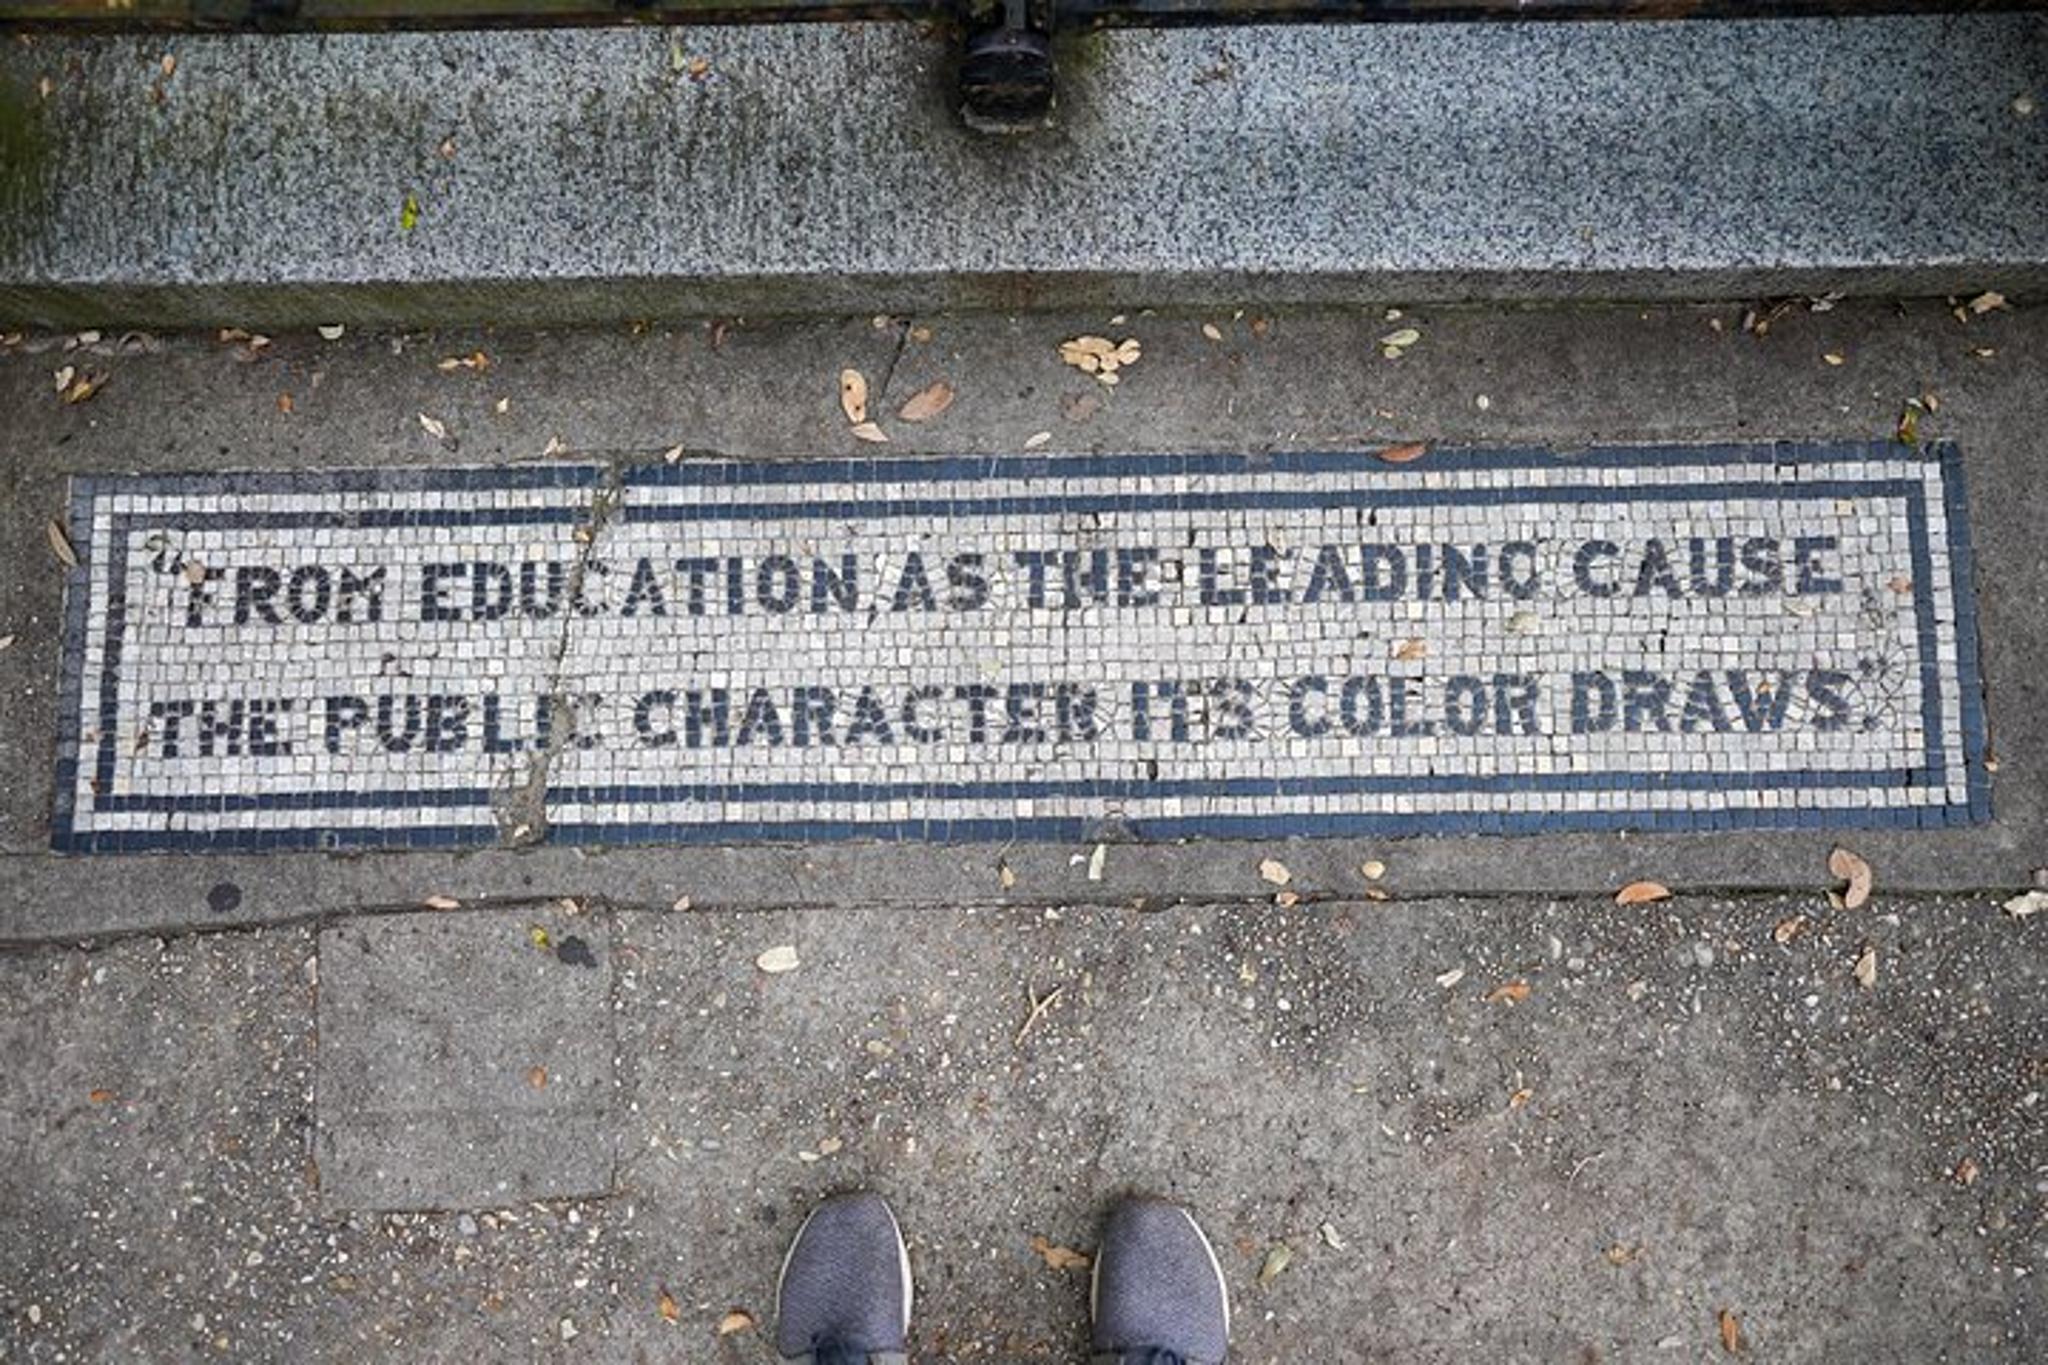 "FROM EDUCATION, AS THE LEADING CAUSE
THE PUBLIC CHARACTER ITS COLOR DRAWS".